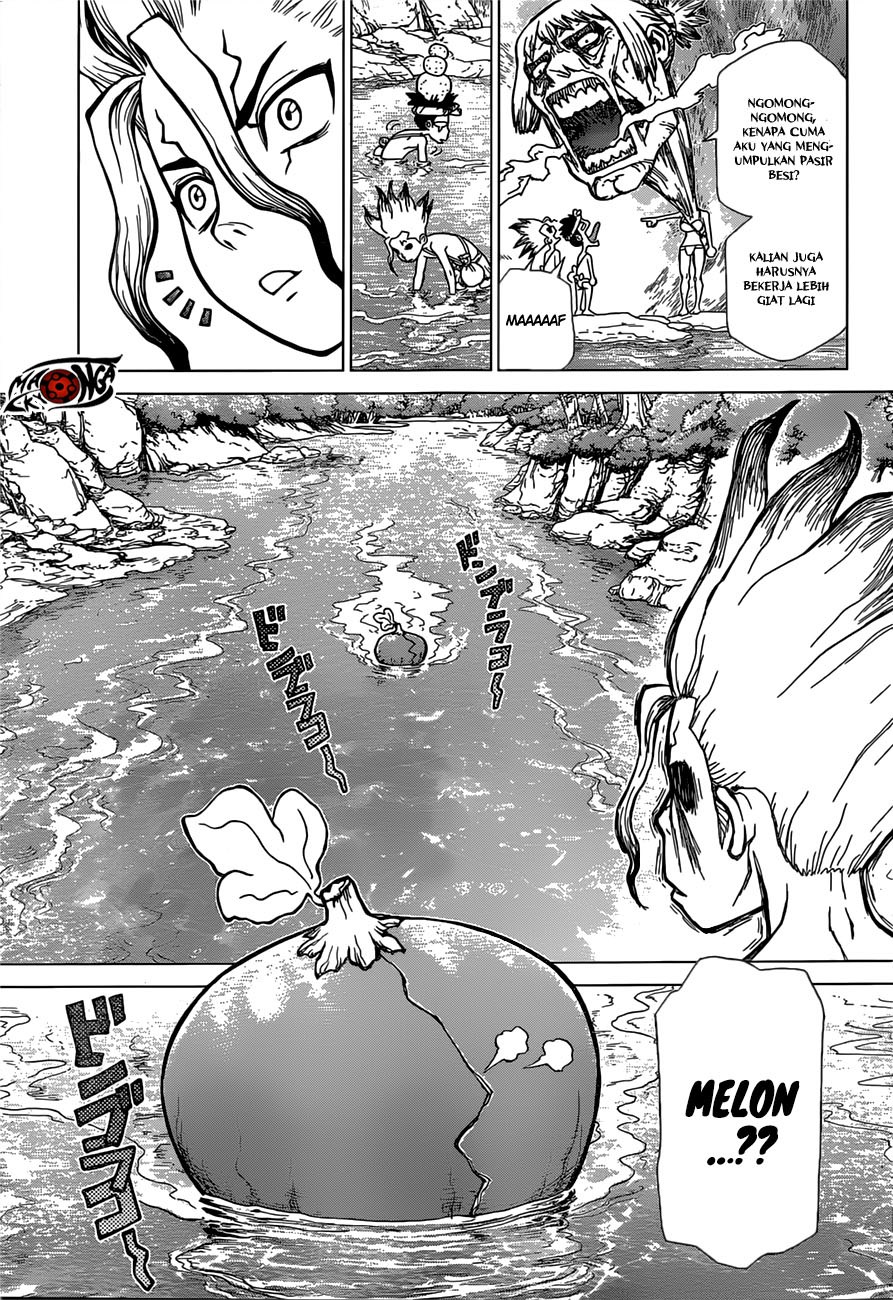 NGOMONG-
NGOMONG,
KENAPA CUMA
AKU YANG MENG-
UMPULKAN PASIR
BESI?
KALIAN JUGA
HARUSNYA
BEKERJA LEBIH
GIAT LAGI
MAAAAAF
ドンブラコ〜
ドンブラコ〜
ドンブラコ〜
MELON
....??